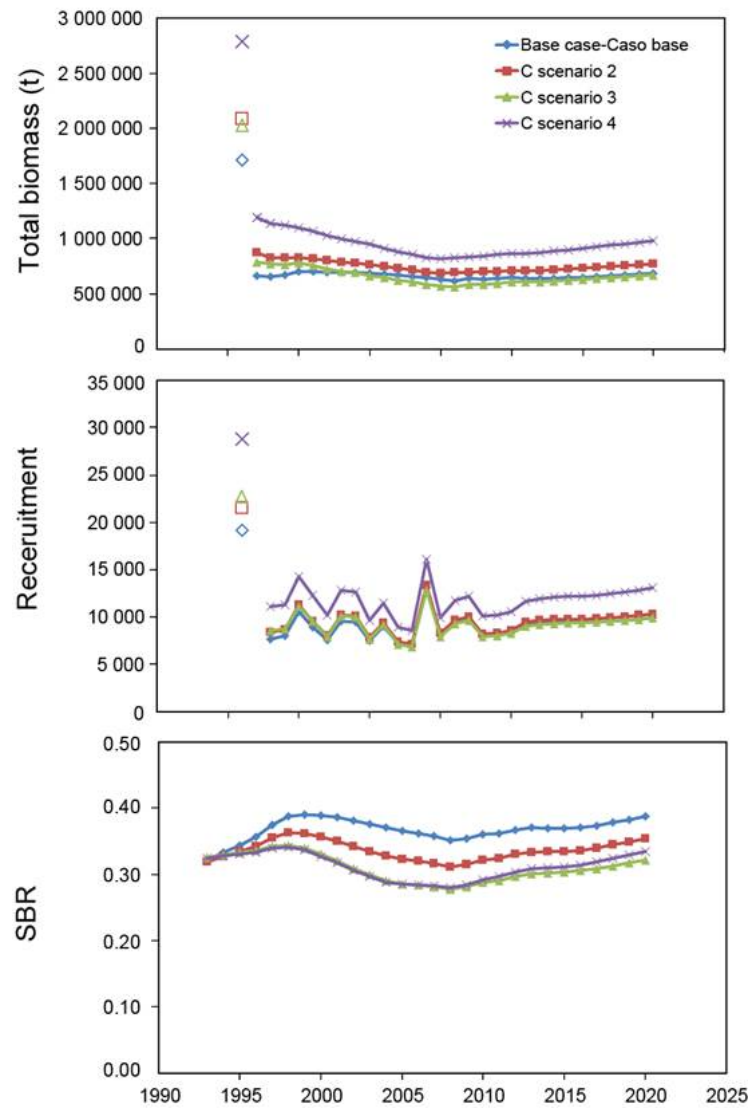 Total biomass (t)
3 000 000
2 500 000
2 000 000
1 500 000
1 000 000
500 000
0
Base case-Caso base
C scenario 2
C scenario 3
C scenario 4
Receruitment
35 000
30 000
25 000
20 000
15 000
10 000
5 000
0
SBR
0.50
0.40
0.30
0.20
0.10
0.00
1990 1995 2000 2005 2010 2015 2020 2025